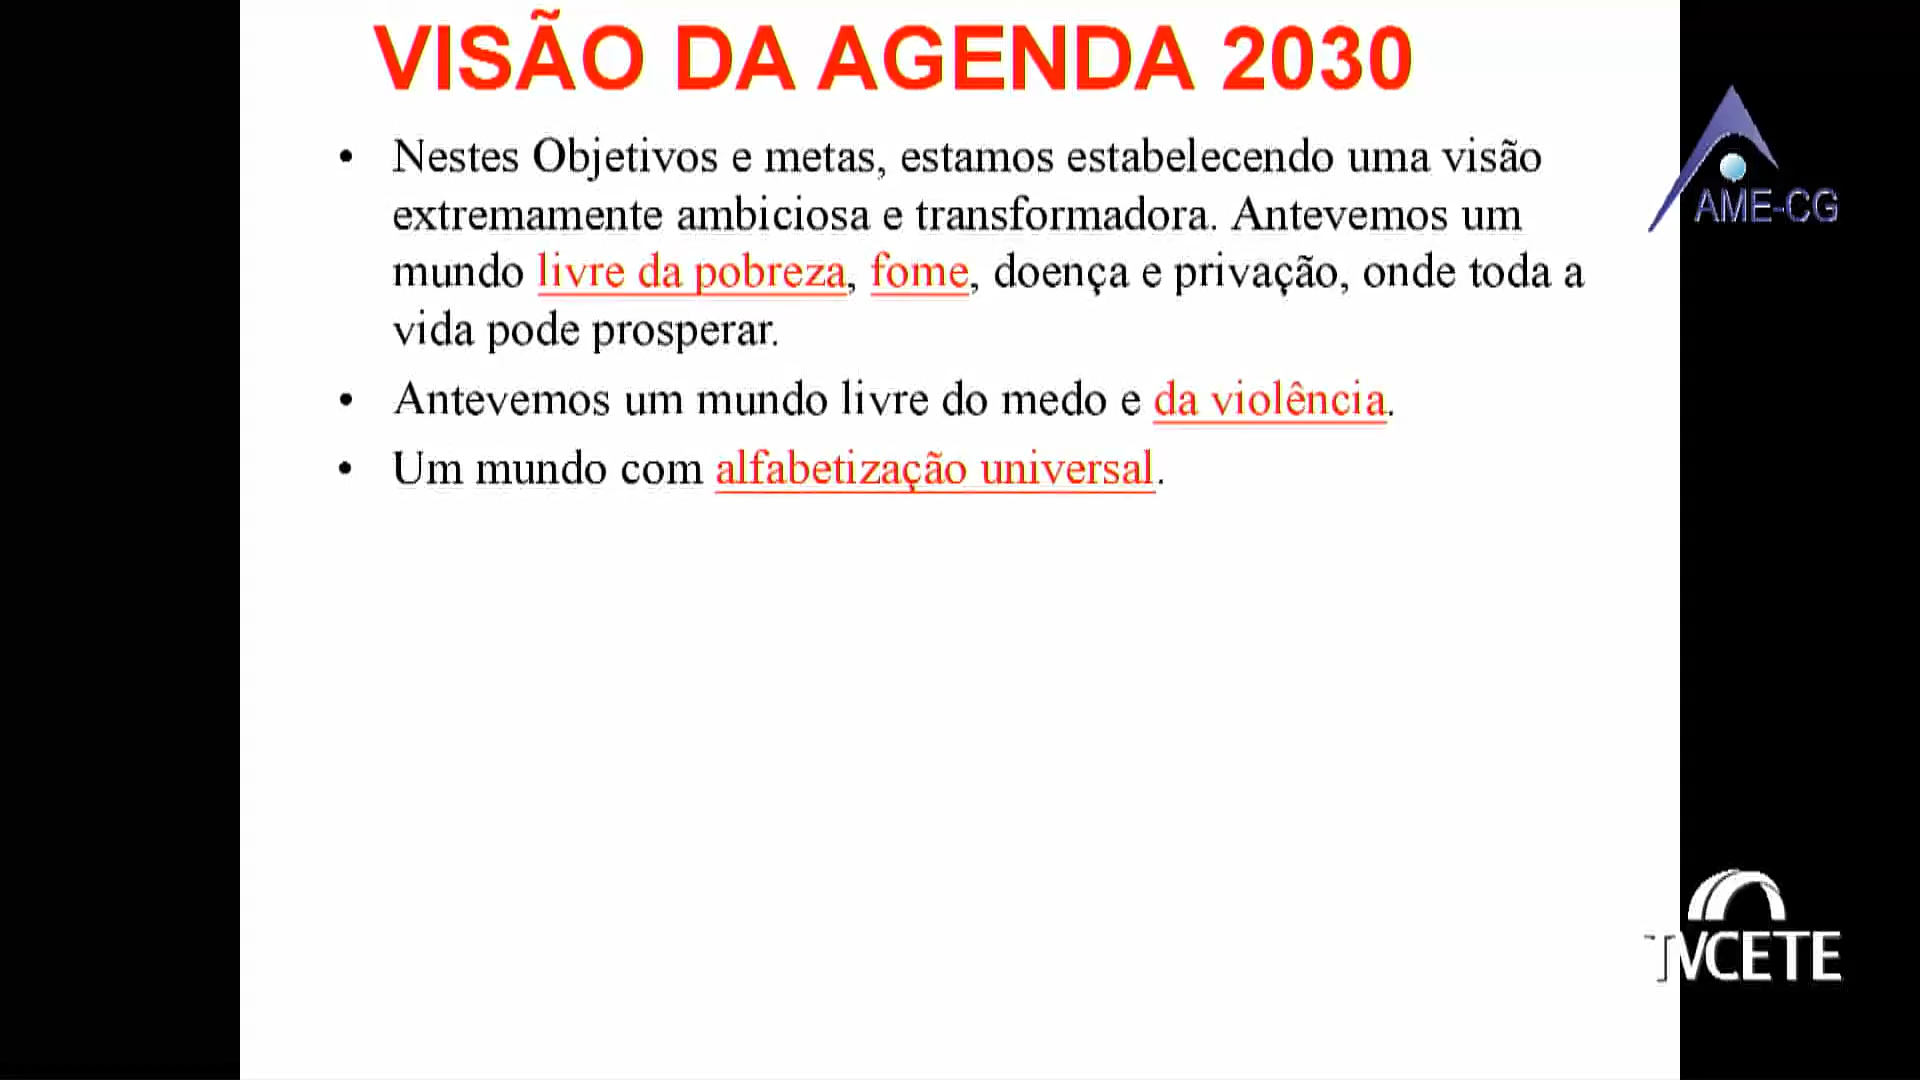 VISÃO DA AGENDA 2030
• Nestes Objetivos e metas, estamos estabelecendo uma visão
extremamente ambiciosa e transformadora. Antevemos um
mundo livre da pobreza, fome, doença e privação, onde toda a
vida pode prosperar.
• Antevemos um mundo livre do medo e da violência.
• Um mundo com alfabetização universal.
AME-CG
TVCETE